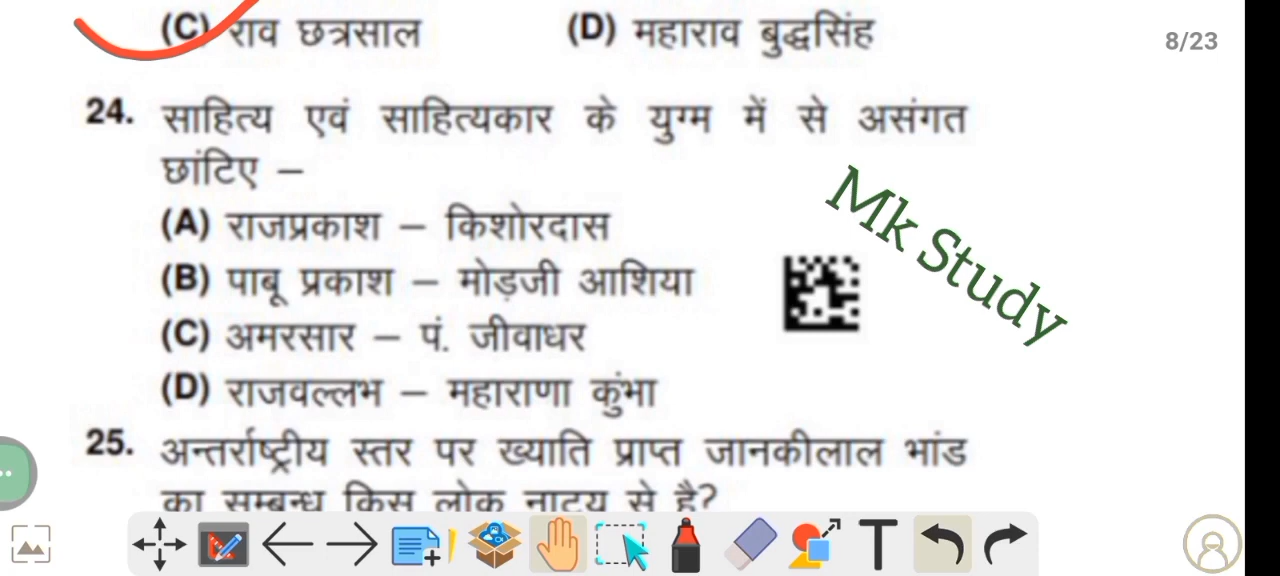 (C) राव छत्रसाल (D) महाराव बुद्धसिंह
8/23
24. साहित्य एवं साहित्यकार के युग्म में से असंगत
छांटिए –
(A) राजप्रकाश – किशोरदास
(B) पाबू प्रकाश – मोड़जी आशिया
(C) अमरसार – पं. जीवाधर
(D) राजवल्लभ – महाराणा कुंभा
Mk Study
25. अन्तर्राष्ट्रीय स्तर पर ख्याति प्राप्त जानकीलाल भांड
का सम्बन्ध किस लोक नाट्य से है?
T